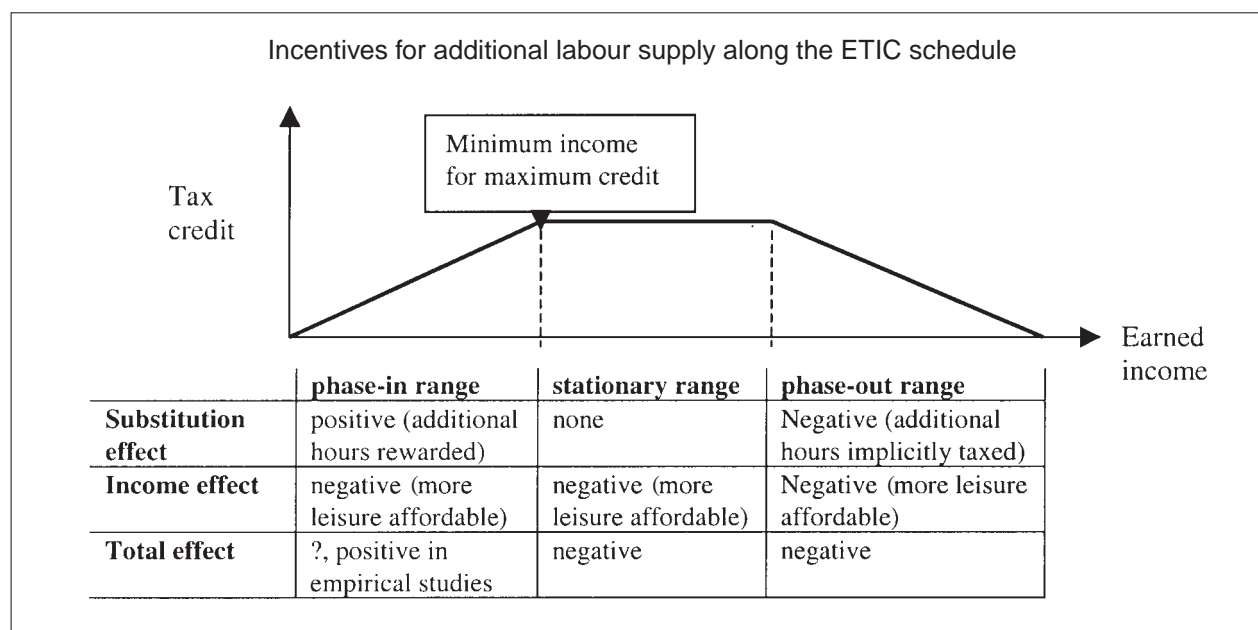 Incentives for additional labour supply along the ETIC schedule
Minimum income
for maximum credit
Tax
credit
Earned
income
phase-in range stationary range phase-out range
Substitution
effect
positive (additional
hours rewarded)
none
Negative (additional
hours implicitly taxed)
Income effect
negative (more
leisure affordable)
negative (more
leisure affordable)
Negative (more leisure
affordable)
Total effect
?, positive in
empirical studies
negative
negative